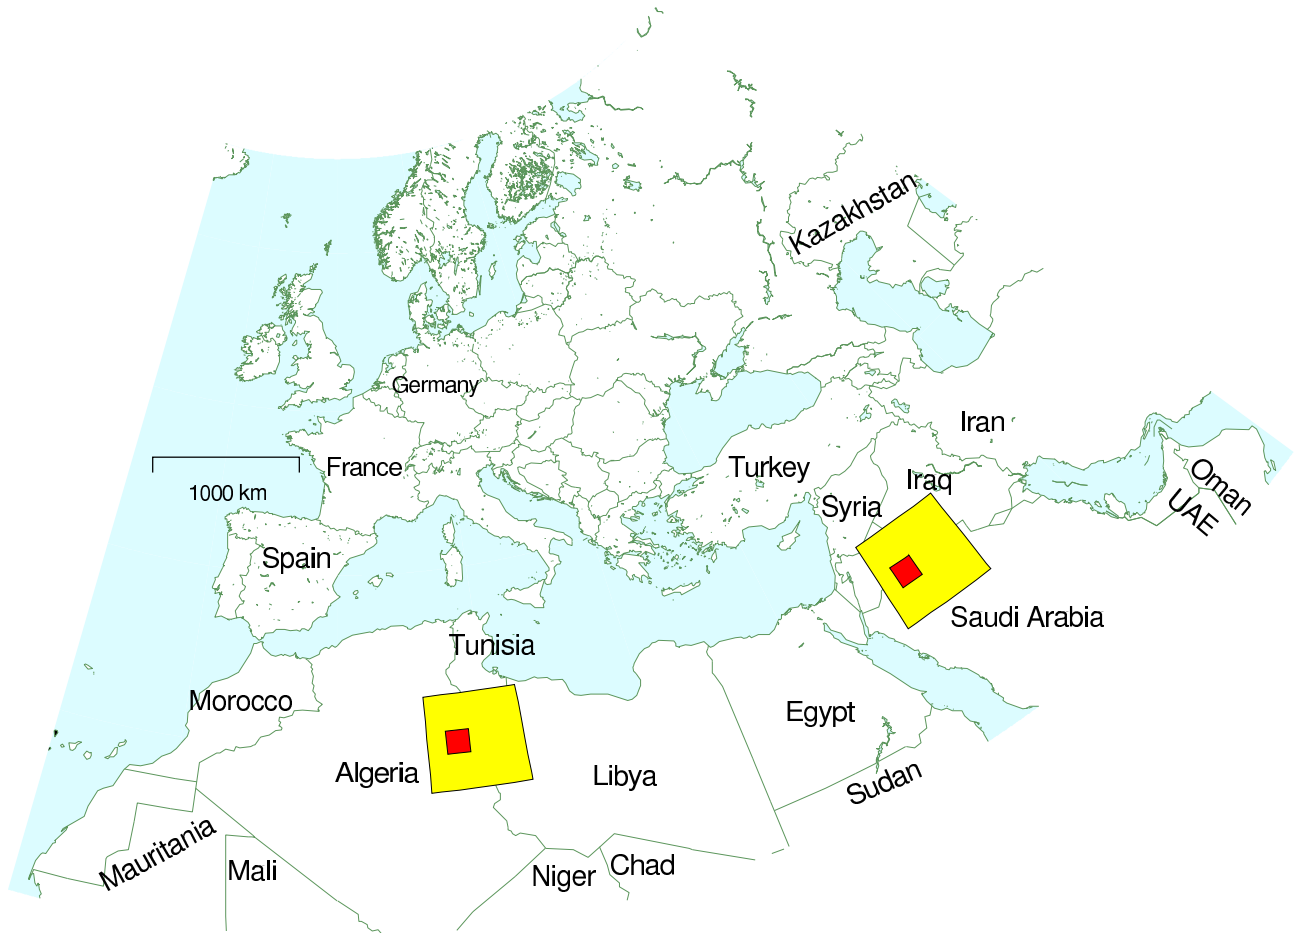 Kazakhstan
Germany
Iran
France
Turkey
Iraq
Oman
1000 km
Syria
UAE
Spain
Saudi Arabia
Tunisia
Morocco
Egypt
Algeria
Libya
Sudan
Mauritania
Mali
Niger
Chad